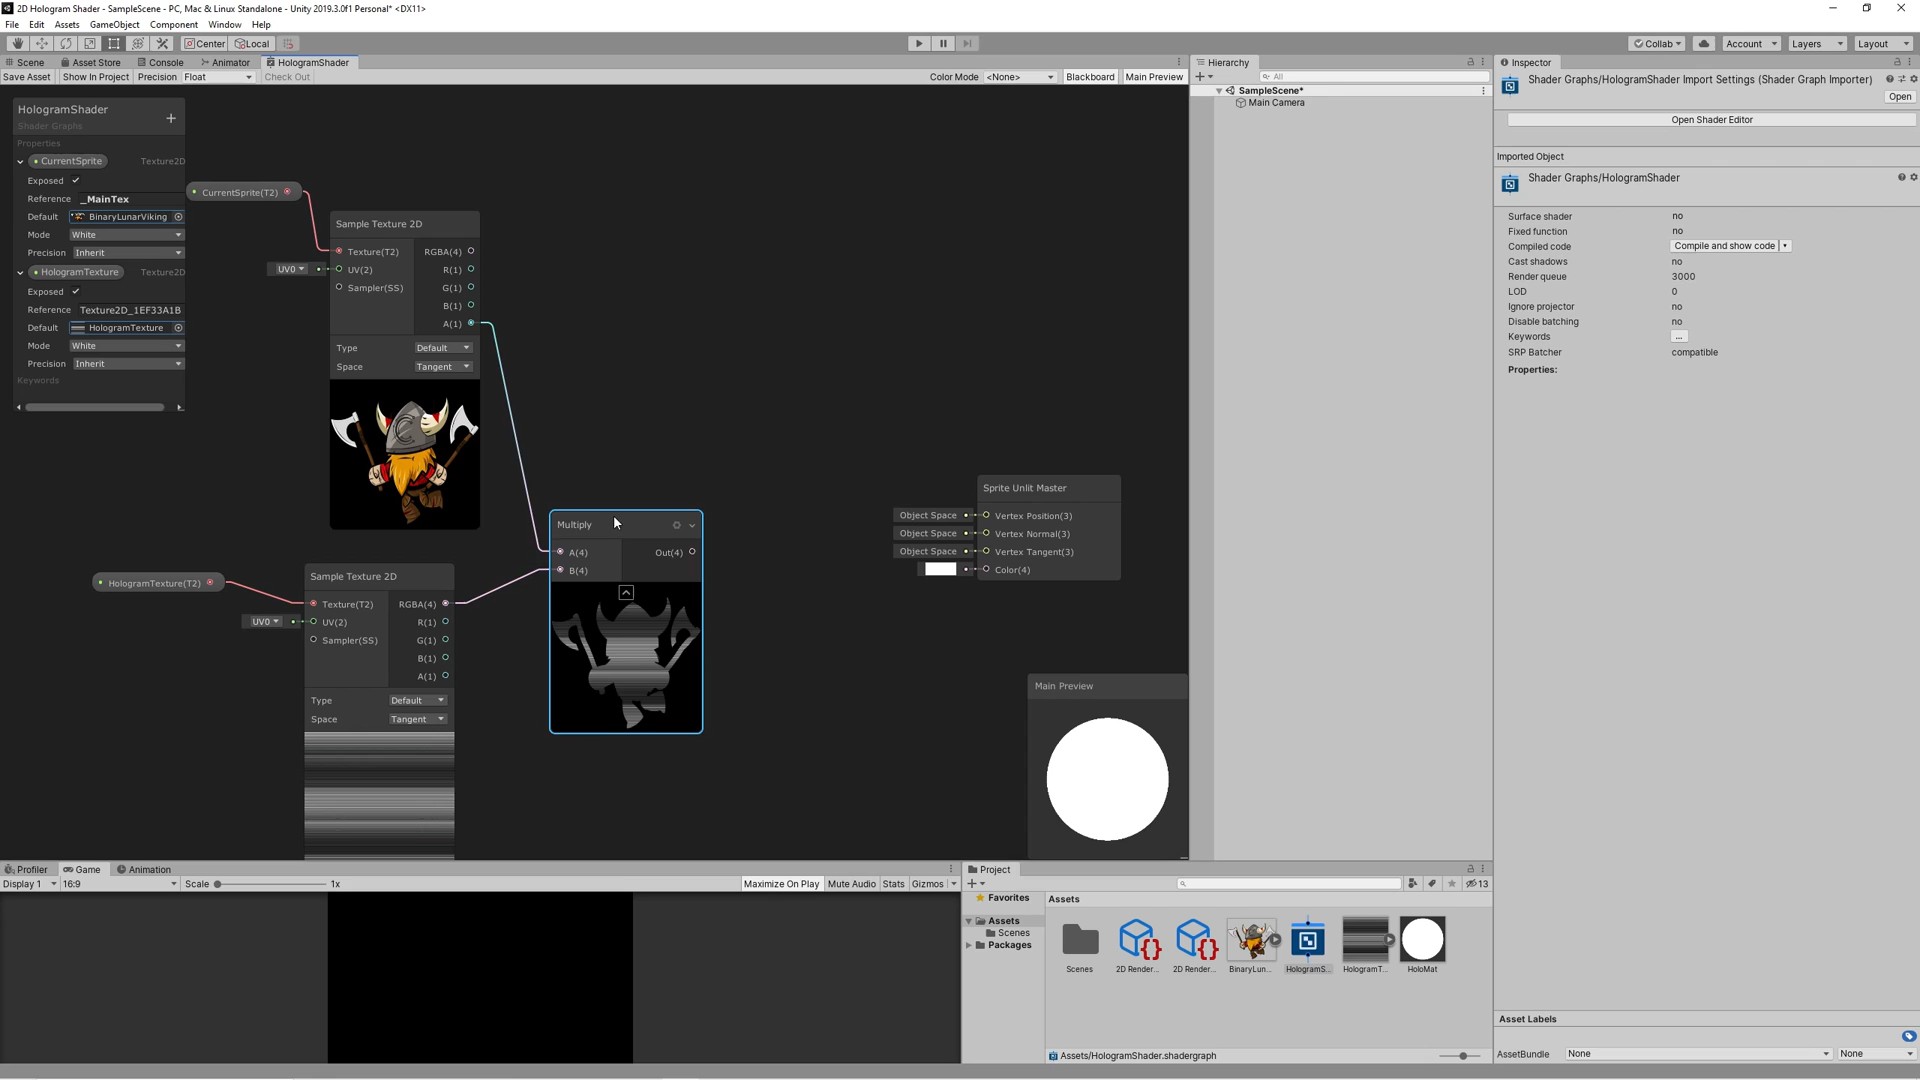 2D Hologram Shader - SampleScene - PC, Mac & Linux Standalone - Unity 2019.3.0f1 Personal* <DX11>
File Edit Assets GameObject Component Window Help
Center Local Collab Account Layers Layout
Scene Asset Store Console Animator HologramShader
Save Asset Show In Project Precision Float Check Out Color Mode <None> Blackboard Main Preview
HologramShader
Shader Graphs
Properties
CurrentSprite Texture2D
Exposed
Reference _MainTex
Default BinaryLunarViking
Mode White
Precision Inherit
HologramTexture Texture2D
Exposed
Reference Texture2D_1EF33A1B
Default HologramTexture
Mode White
Precision Inherit
Keywords
CurrentSprite(T2)
Sample Texture 2D
Texture(T2) RGBA(4)
UV0 UV(2) R(1)
Sampler(SS) G(1)
B(1)
A(1)
Type Default
Space Tangent
HologramTexture(T2)
Sample Texture 2D
Texture(T2) RGBA(4)
UV0 UV(2) R(1)
Sampler(SS) G(1)
B(1)
A(1)
Type Default
Space Tangent
Multiply
A(4) Out(4)
B(4)
Sprite Unlit Master
Object Space Vertex Position(3)
Object Space Vertex Normal(3)
Object Space Vertex Tangent(3)
Color(4)
Main Preview
Hierarchy
All
SampleScene*
Main Camera
Inspector
Shader Graphs/HologramShader Import Settings (Shader Graph Importer)
Open
Open Shader Editor
Imported Object
Shader Graphs/HologramShader
Surface shader no
Fixed function no
Compiled code Compile and show code
Cast shadows no
Render queue 3000
LOD 0
Ignore projector no
Disable batching no
Keywords ...
SRP Batcher compatible
Properties:
Asset Labels
AssetBundle None None
Profiler Game Animation
Display 1 16:9 Scale 1x Maximize On Play Mute Audio Stats Gizmos
Project
13
Favorites
Assets
Scenes
Packages
Assets
Scenes 2D Render... 2D Render... BinaryLun... HologramS... HologramT... HoloMat
Assets/HologramShader.shadergraph